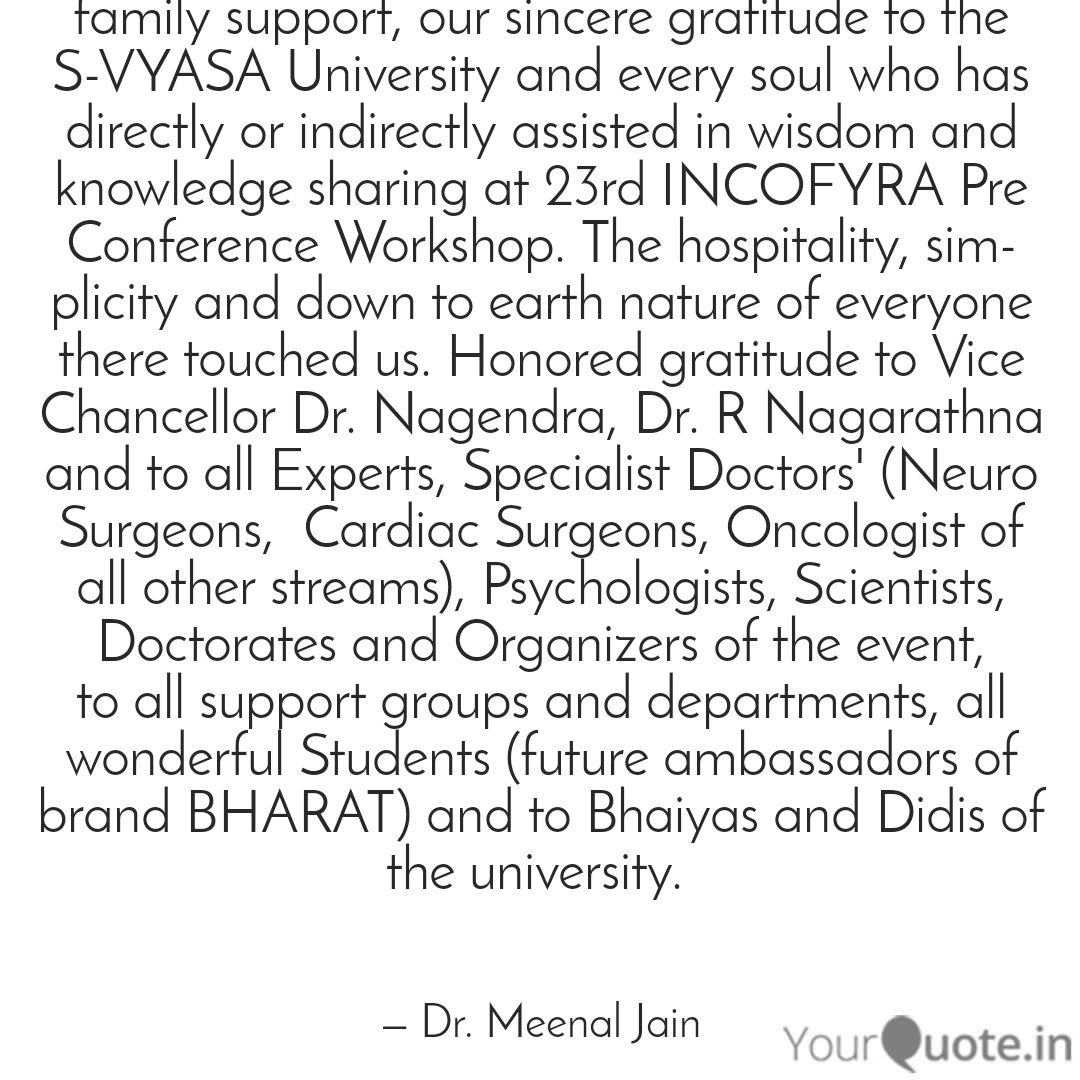 family support, our sincere gratitude to the
S-VYASA University and every soul who has
directly or indirectly assisted in wisdom and
knowledge sharing at 23rd INCOFYRA Pre
Conference Workshop. The hospitality, sim-
plicity and down to earth nature of everyone
there touched us. Honored gratitude to Vice
Chancellor Dr. Nagendra, Dr. R Nagarathna
and to all Experts, Specialist Doctors' (Neuro
Surgeons,  Cardiac Surgeons, Oncologist of
all other streams), Psychologists, Scientists,
Doctorates and Organizers of the event,
to all support groups and departments, all
wonderful Students (future ambassadors of
brand BHARAT) and to Bhaiyas and Didis of
the university.
– Dr. Meenal Jain
YourQuote.in